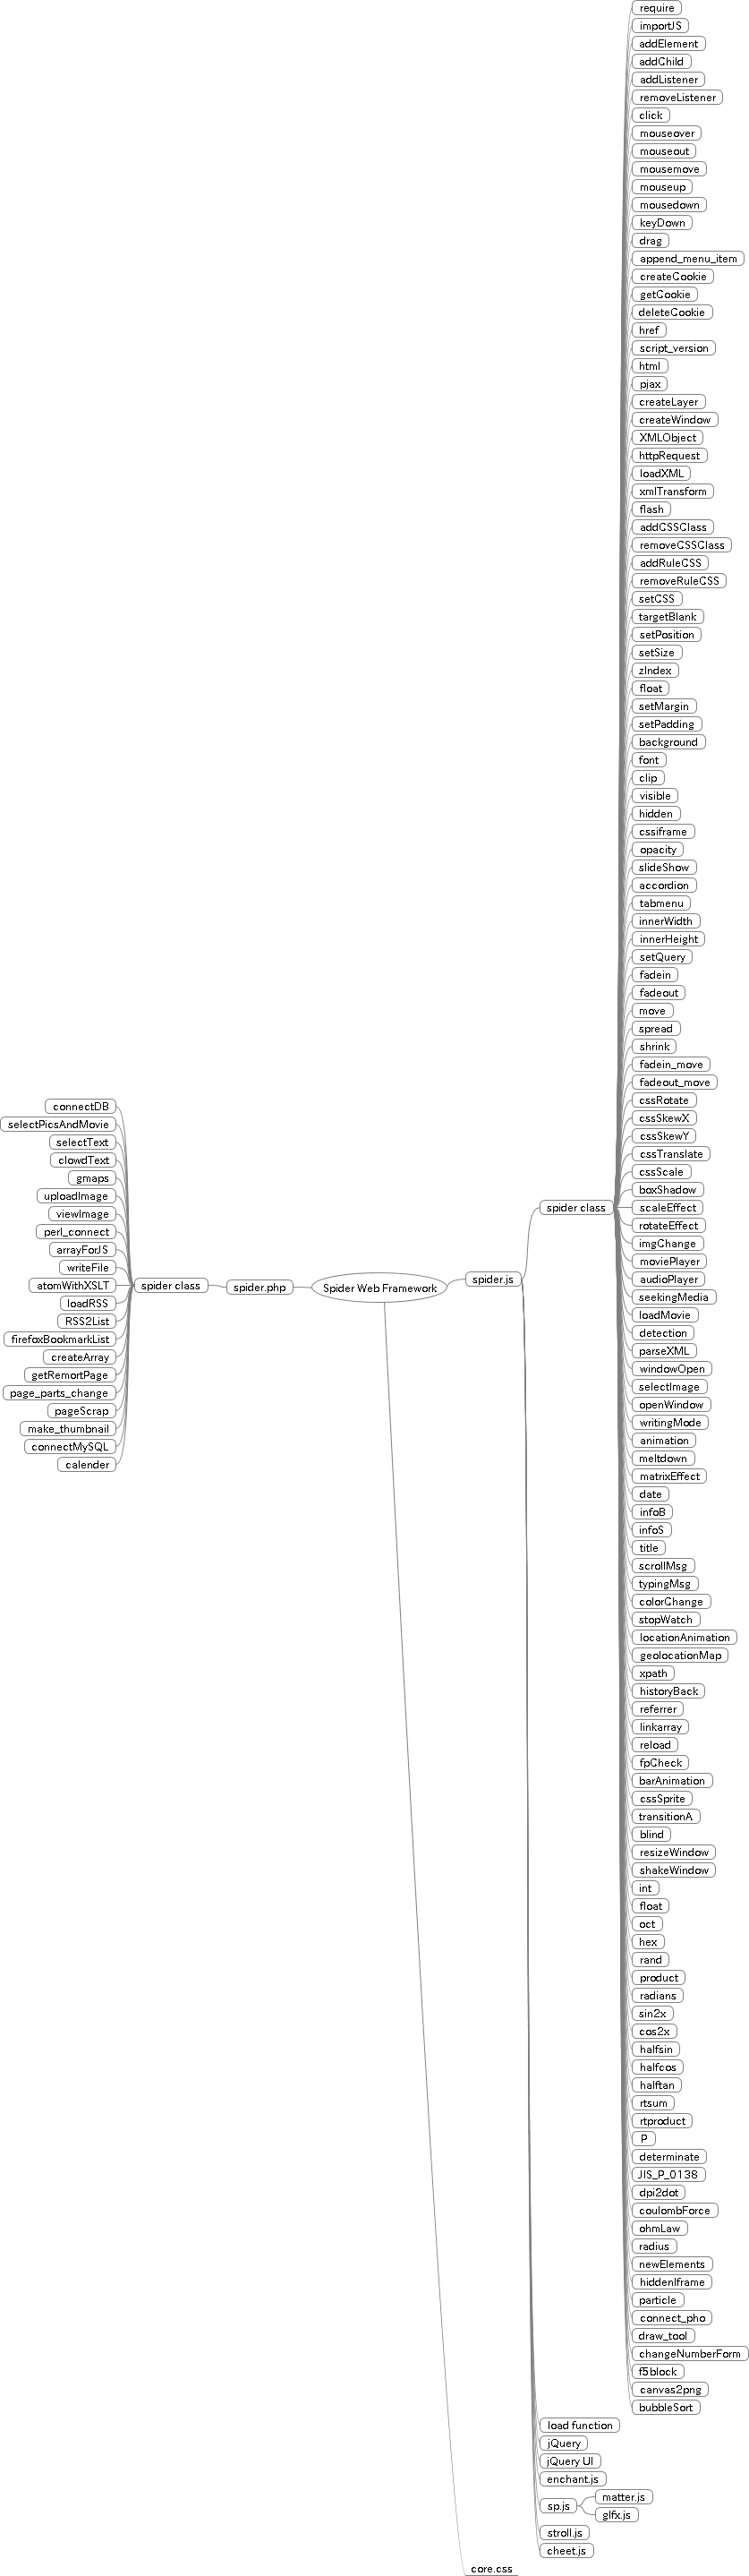 require
importJS
addElement
addChild
addListener
removeListener
click
mouseover
mouseout
mousemove
mouseup
mousedown
keyDown
drag
append_menu_item
createCookie
getCookie
deleteCookie
href
script_version
html
pjax
createLayer
createWindow
XMLObject
httpRequest
loadXML
xmlTransform
flash
addCSSClass
removeCSSClass
addRuleCSS
removeRuleCSS
setCSS
targetBlank
setPosition
setSize
zIndex
float
setMargin
setPadding
background
font
clip
visible
hidden
cssiframe
opacity
slideShow
accordion
tabmenu
innerWidth
innerHeight
setQuery
fadein
fadeout
move
spread
shrink
fadein_move
fadeout_move
cssRotate
cssSkewX
cssSkewY
cssTranslate
cssScale
boxShadow
scaleEffect
rotateEffect
imgChange
moviePlayer
audioPlayer
seekingMedia
loadMovie
detection
parseXML
windowOpen
selectImage
openWindow
writingMode
animation
meltdown
matrixEffect
date
infoB
infoS
title
scrollMsg
typingMsg
colorChange
stopWatch
locationAnimation
geolocationMap
xpath
historyBack
referrer
linkarray
reload
fpCheck
barAnimation
cssSprite
transitionA
blind
resizeWindow
shakeWindow
int
float
oct
hex
rand
product
radians
sin2x
cos2x
halfsin
halfcos
halftan
rtsum
rtproduct
P
determinate
JIS_P_0138
dpi2dot
coulombForce
ohmLaw
radius
newElements
hiddenIframe
particle
connect_pho
draw_tool
changeNumberForm
f5block
canvas2png
bubbleSort
spider class
spider.js
Spider Web Framework
spider.php
spider class
connectDB
selectPicsAndMovie
selectText
clowdText
gmaps
uploadImage
viewImage
perl_connect
arrayForJS
writeFile
atomWithXSLT
loadRSS
RSS2List
firefoxBookmarkList
createArray
getRemortPage
page_parts_change
pageScrap
make_thumbnail
connectMySQL
calender
load function
jQuery
jQuery UI
enchant.js
sp.js
matter.js
glfx.js
stroll.js
cheet.js
core.css